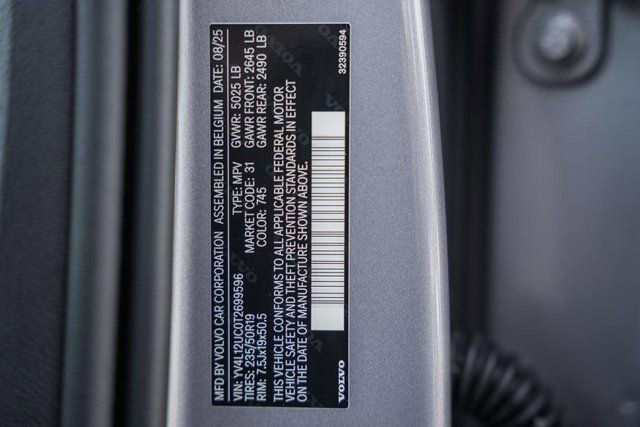 MFD BY VOLVO CAR CORPORATION ASSEMBLED IN BELGIUM DATE: 08/25
VIN: YV4L12UC0T2699596 TYPE: MPV GVWR: 5025 LB
TIRES: 235/50R19 MARKET CODE: 31 GAWR FRONT: 2645 LB
RIM: 7.5Jx19x50.5 COLOR: 745 GAWR REAR: 2490 LB
THIS VEHICLE CONFORMS TO ALL APPLICABLE FEDERAL MOTOR
VEHICLE SAFETY AND THEFT PREVENTION STANDARDS IN EFFECT
ON THE DATE OF MANUFACTURE SHOWN ABOVE.
VOLVO 32390594